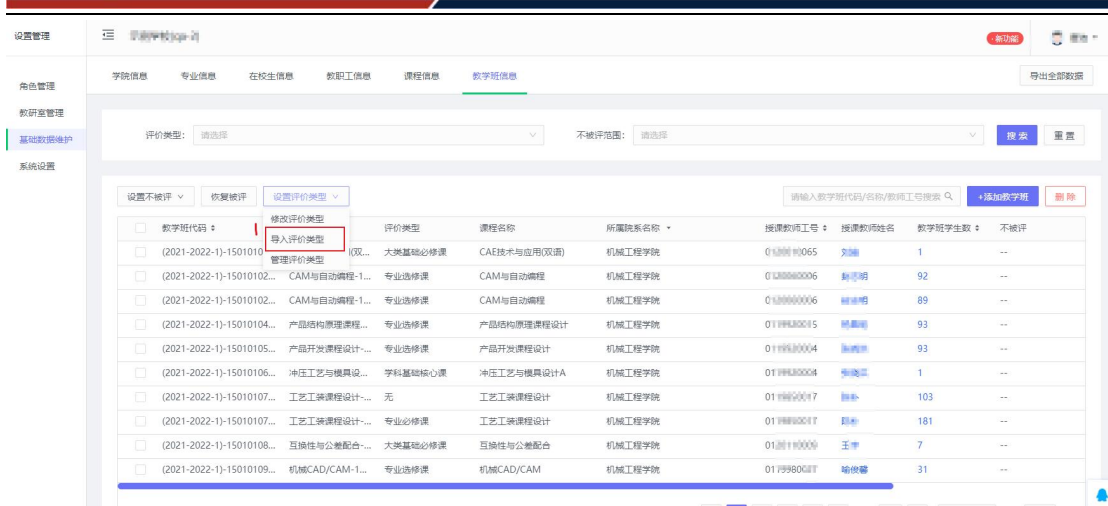 设置管理
·新功能
角色管理
教研室管理
基础数据维护
系统设置
学院信息 专业信息 在校生信息 教职工信息 课程信息 教学班信息 导出全部数据
评价类型： 请选择 不被评范围： 请选择 搜 索 重 置
设置不被评 恢复被评 设置评价类型 请输入教学班代码/名称/教师工号搜索 +添加教学班 删 除
修改评价类型
导入评价类型
管理评价类型
教学班代码 评价类型 课程名称 所属院系名称 授课教师工号 授课教师姓名 教学班学生数 不被评
(2021-2022-1)-1501010 (双... 大类基础必修课 CAE技术与应用(双语) 机械工程学院 065 1 --
(2021-2022-1)-15010102... CAM与自动编程-1... 专业选修课 CAM与自动编程 机械工程学院 明 92 --
(2021-2022-1)-15010102... CAM与自动编程-1... 专业选修课 CAM与自动编程 机械工程学院 明 89 --
(2021-2022-1)-15010104... 产品结构原理课程... 专业选修课 产品结构原理课程设计 机械工程学院 93 --
(2021-2022-1)-15010105... 产品开发课程设计-... 专业选修课 产品开发课程设计 机械工程学院 93 --
(2021-2022-1)-15010106... 冲压工艺与模具设... 学科基础核心课 冲压工艺与模具设计A 机械工程学院 1 --
(2021-2022-1)-15010107... 工艺工装课程设计-... 无 工艺工装课程设计 机械工程学院 103 --
(2021-2022-1)-15010107... 工艺工装课程设计-... 专业必修课 工艺工装课程设计 机械工程学院 181 --
(2021-2022-1)-15010108... 互换性与公差配合-... 大类基础必修课 互换性与公差配合 机械工程学院 7 --
(2021-2022-1)-15010109... 机械CAD/CAM-1... 专业选修课 机械CAD/CAM 机械工程学院 31 --